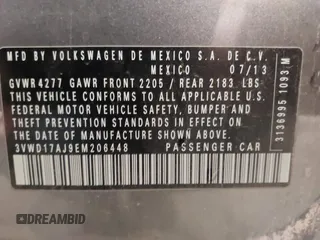 MFD BY VOLKSWAGEN DE MEXICO S.A. DE C.V.
MEXICO 07/13
GVWR 4277 GAWR FRONT 2205 / REAR 2183 LBS
THIS VEHICLE CONFORMS TO ALL APPLICABLE U.S.
FEDERAL MOTOR VEHICLE SAFETY, BUMPER AND
THEFT PREVENTION STANDARDS IN EFFECT ON THE
DATE OF MANUFACTURE SHOWN ABOVE.
3VWD17AJ9EM206448 PASSENGER CAR
3136995 1093 M
DREAMBID